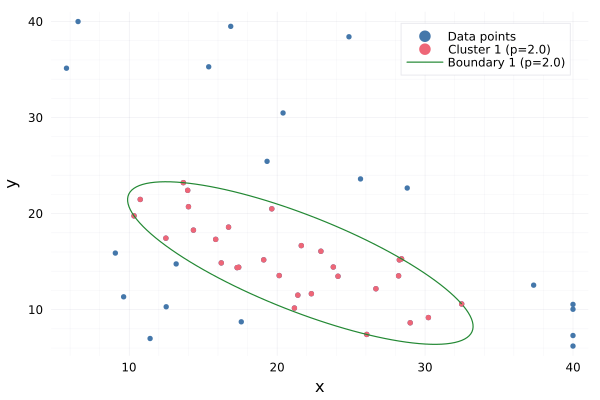 40
30
20
10
y
Data points
Cluster 1 (p=2.0)
Boundary 1 (p=2.0)
10 20 30 40
x